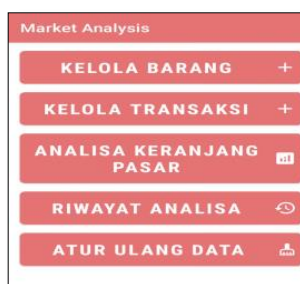 Market Analysis
KELOLA BARANG
KELOLA TRANSAKSI
ANALISA KERANJANG
PASAR
RIWAYAT ANALISA
ATUR ULANG DATA